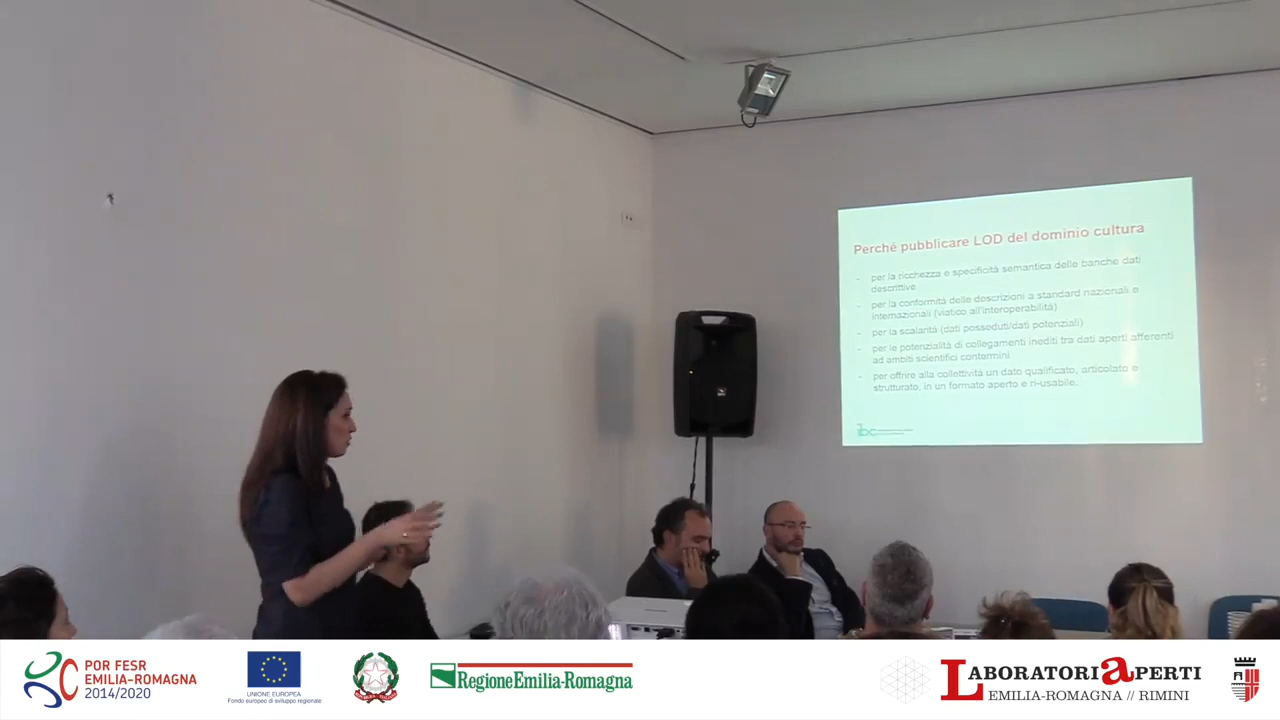 Perché pubblicare LOD del dominio cultura
- per la ricchezza e specificità semantica delle banche dati
descrittive
- per la conformità delle descrizioni a standard nazionali e
internazionali (viatico all'interoperabilità)
- per la scalarità (dati posseduti/dati potenziali)
- per le potenzialità di collegamenti inediti tra dati aperti afferenti
ad ambiti scientifici contermini
- per offrire alla collettività un dato qualificato, articolato e
strutturato, in un formato aperto e ri-usabile.
ibc
POR FESR
EMILIA-ROMAGNA
2014/2020
UNIONE EUROPEA
Fondo europeo di sviluppo regionale
RegioneEmilia-Romagna
LABORATORIAPERTI
EMILIA-ROMAGNA // RIMINI